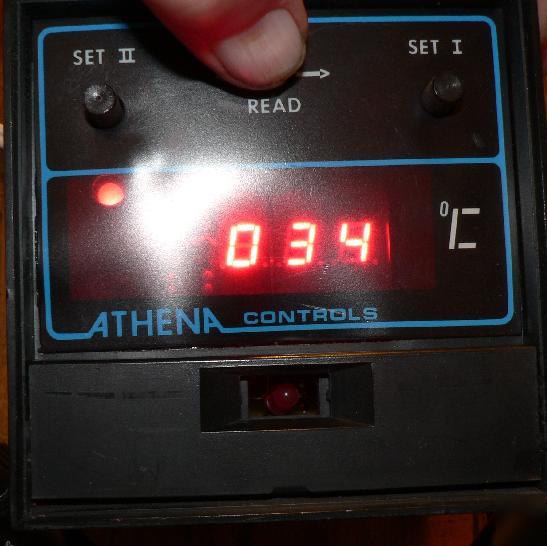 SET II
SET I
READ
034
°C
ATHENA CONTROLS